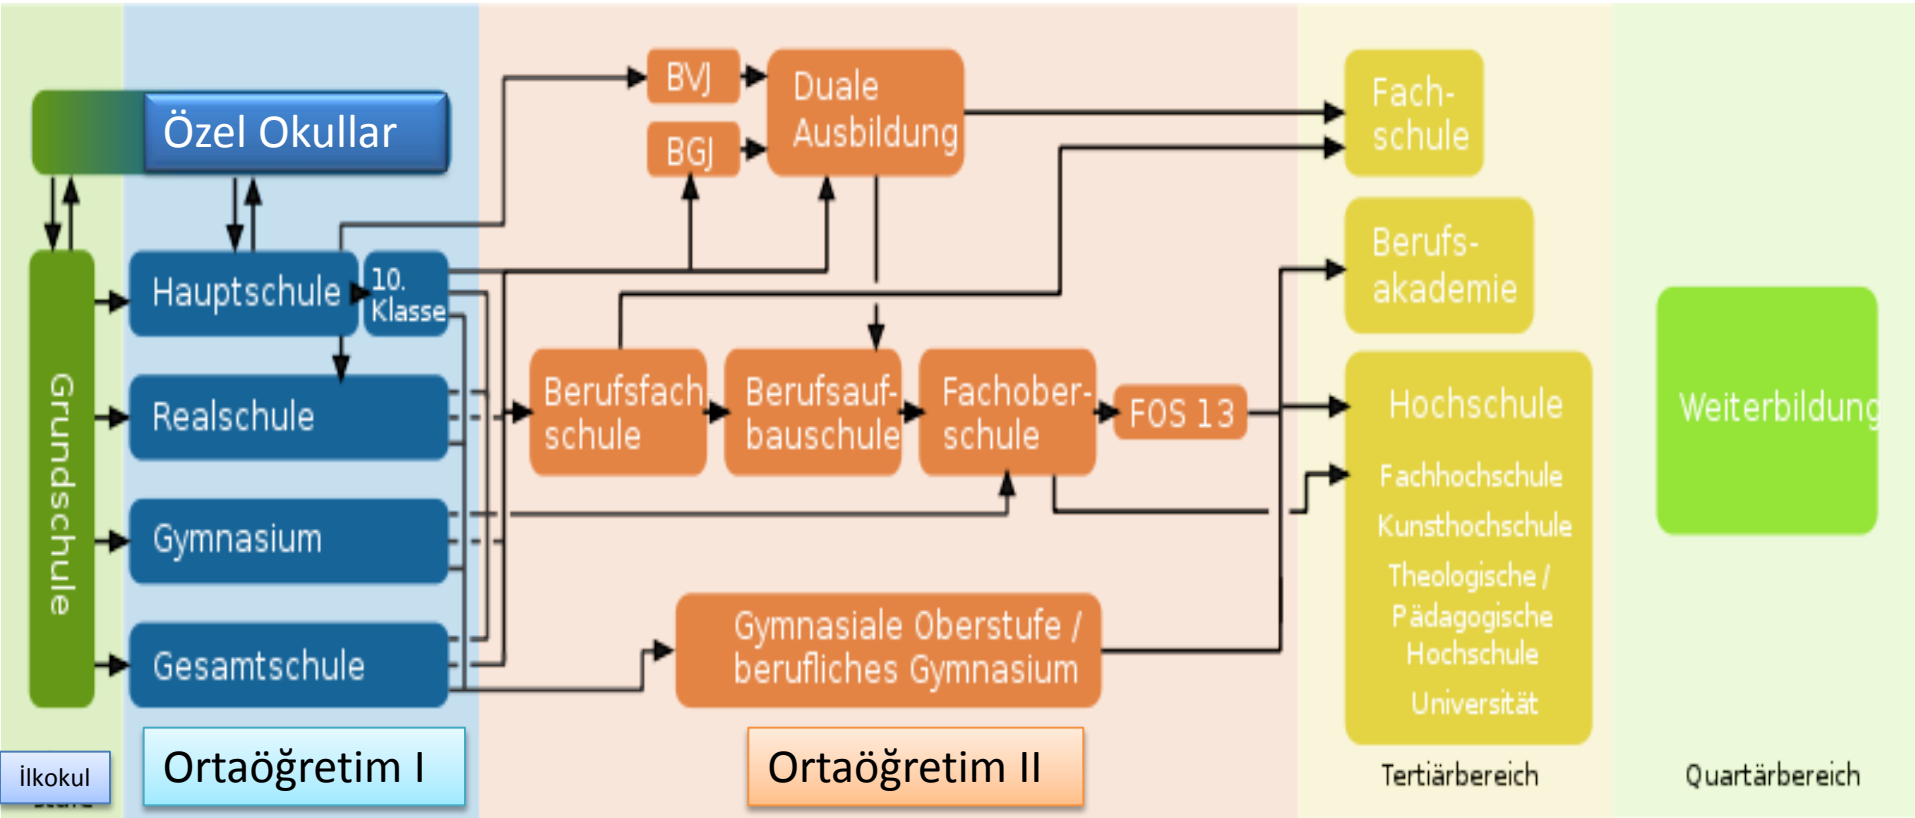 Özel Okullar
Grundschule
Hauptschule
10.
Klasse
Realschule
Gymnasium
Gesamtschule
BVJ
BGJ
Duale
Ausbildung
Berufsfach
schule
Berufsauf-
bauschule
Fachober-
schule
FOS 13
Gymnasiale Oberstufe /
berufliches Gymnasium
Fach-
schule
Berufs-
akademie
Hochschule
Fachhochschule
Kunsthochschule
Theologische /
Pädagogische
Hochschule
Universität
Weiterbildung
İlkokul
Ortaöğretim I
Ortaöğretim II
Tertiärbereich
Quartärbereich